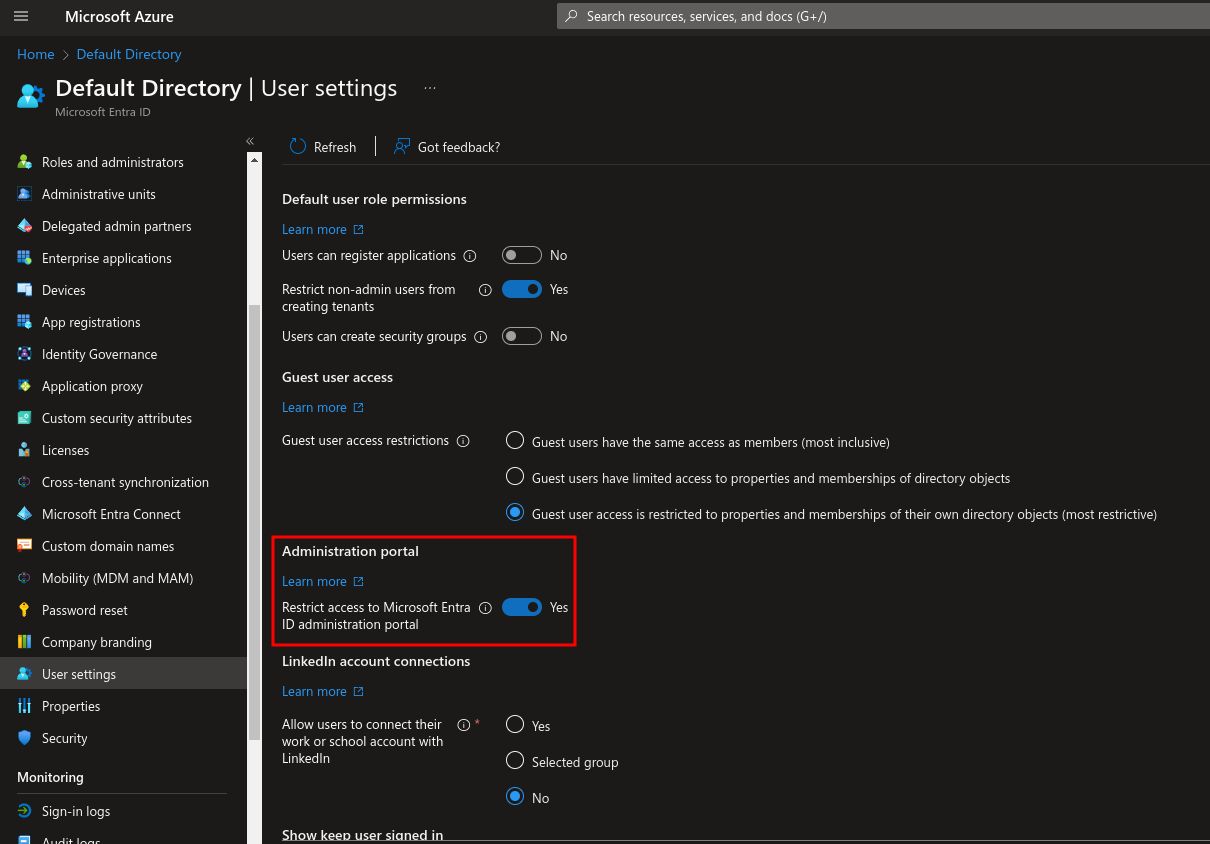 Microsoft Azure
Search resources, services, and docs (G+/)
Home > Default Directory
Default Directory | User settings ...
Microsoft Entra ID
«
Roles and administrators
Administrative units
Delegated admin partners
Enterprise applications
Devices
App registrations
Identity Governance
Application proxy
Custom security attributes
Licenses
Cross-tenant synchronization
Microsoft Entra Connect
Custom domain names
Mobility (MDM and MAM)
Password reset
Company branding
User settings
Properties
Security
Monitoring
Sign-in logs
Audit logs
Refresh
Got feedback?
Default user role permissions
Learn more
Users can register applications
No
Restrict non-admin users from
creating tenants
Yes
Users can create security groups
No
Guest user access
Learn more
Guest user access restrictions
Guest users have the same access as members (most inclusive)
Guest users have limited access to properties and memberships of directory objects
Guest user access is restricted to properties and memberships of their own directory objects (most restrictive)
Administration portal
Learn more
Restrict access to Microsoft Entra
ID administration portal
Yes
LinkedIn account connections
Learn more
Allow users to connect their
work or school account with
LinkedIn
*
Yes
Selected group
No
Show keep user signed in